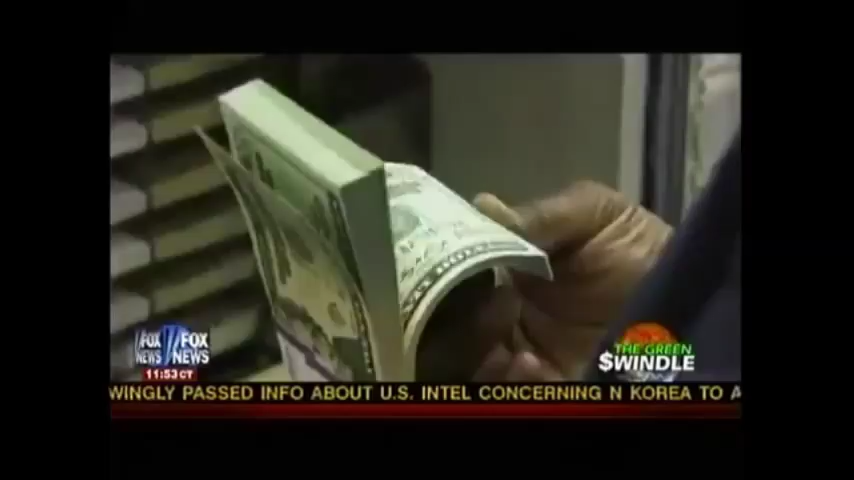 FOX NEWS FOX NEWS
11:53 CT
THE GREEN
$WINDLE
WINGLY PASSED INFO ABOUT U.S. INTEL CONCERNING N KOREA TO A